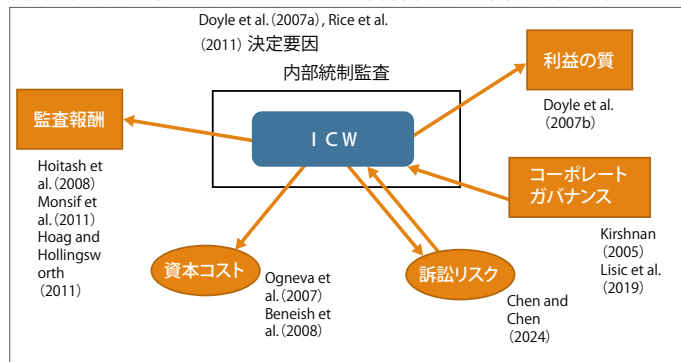 Doyle et al.(2007a), Rice et al.
(2011) 決定要因
内部統制監査
利益の質
Doyle et al.
(2007b)
監査報酬
ICW
Hoitash et
al.(2008)
Monsif et
al.(2011)
Hoag and
Hollingsw
orth
(2011)
コーポレート
ガバナンス
Kirshnan
(2005)
Lisic et al.
(2019)
資本コスト
Ogneva et
al.(2007)
Beneish et
al.(2008)
訴訟リスク
Chen and
Chen
(2024)